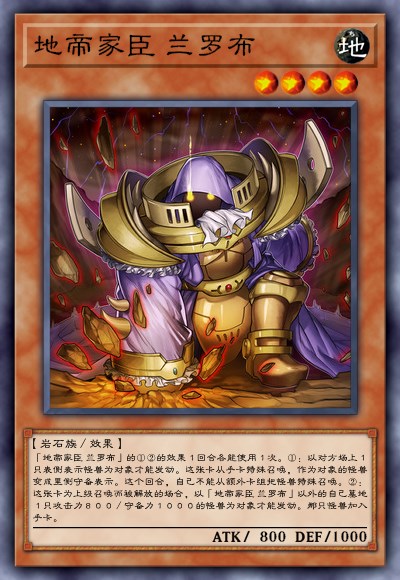 地帝家臣 兰罗布
地
【岩石族／效果】
「地帝家臣 兰罗布」的①②的效果１回合各能使用１次。①：以对方场上１
只表侧表示怪兽为对象才能发动。这张卡从手卡特殊召唤，作为对象的怪兽
变成里侧守备表示。这个回合，自己不能从额外卡组把怪兽特殊召唤。②：
这张卡为上级召唤而被解放的场合，以「地帝家臣 兰罗布」以外的自己墓地
１只攻击力８００／守备力１０００的怪兽为对象才能发动。那只怪兽加入
手卡。
ATK/ 800 DEF/1000